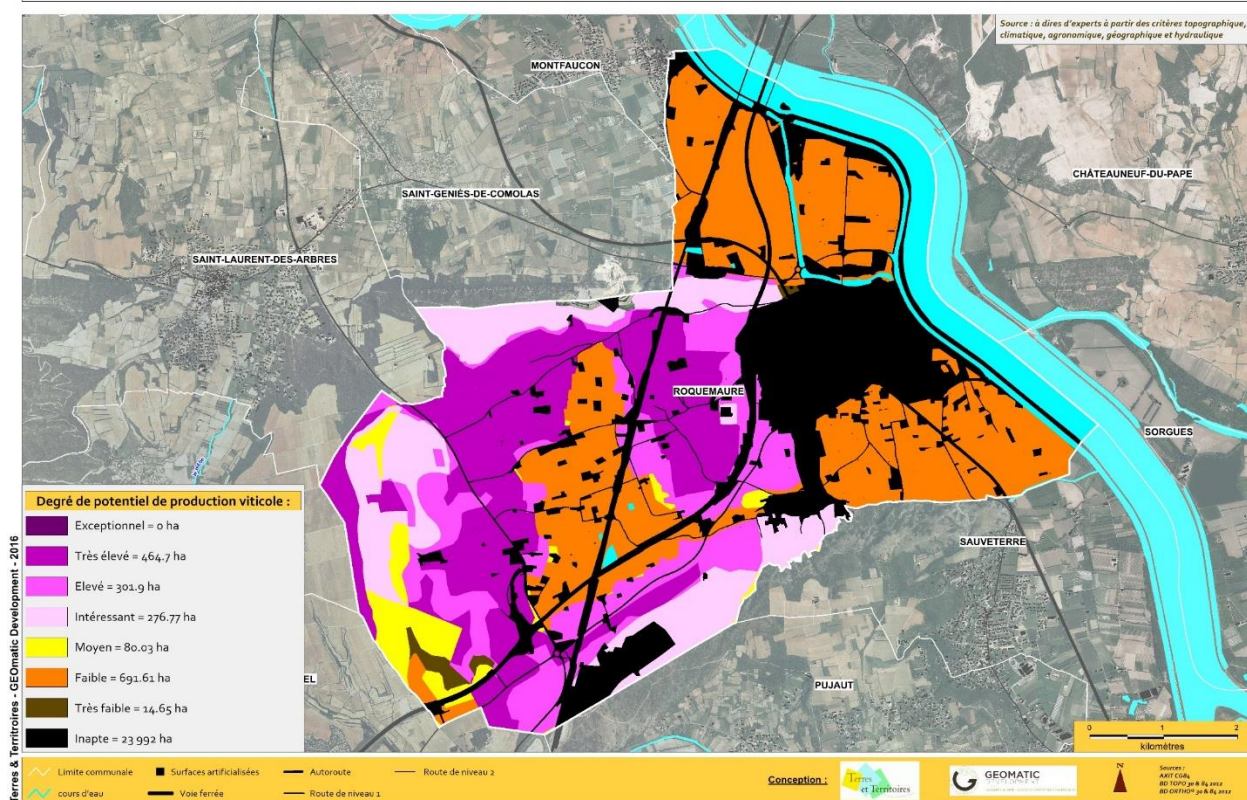 Source : à dires d'experts à partir des critères topographique,
climatique, agronomique, géographique et hydraulique
MONTFAUCON
CHÂTEAUNEUF-DU-PAPE
SAINT-GENIÈS-DE-COMOLAS
SAINT-LAURENT-DES-ARBRES
ROQUEMAURE
SORGUES
SAUVETERRE
PUJAUT
EL
Degré de potentiel de production viticole :
Exceptionnel = 0 ha
Très élevé = 464.7 ha
Elevé = 301.9 ha
Intéressant = 276.77 ha
Moyen = 80.03 ha
Faible = 691.61 ha
Très faible = 14.65 ha
Inapte = 23 992 ha
Terres & Territroires - GEOmatic Development - 2016
0 1 2
kilomètres
Limite communale
Surfaces artificialisées
Autoroute
Route de niveau 2
cours d'eau
Voie ferrée
Route de niveau 1
Conception :
Terres
et Territoires
GEOMATIC
DEVELOPMENT
N
Sources :
AXIT CG84
BD TOPO 30 & 84 2012
BD ORTHO® 30 & 84 2012